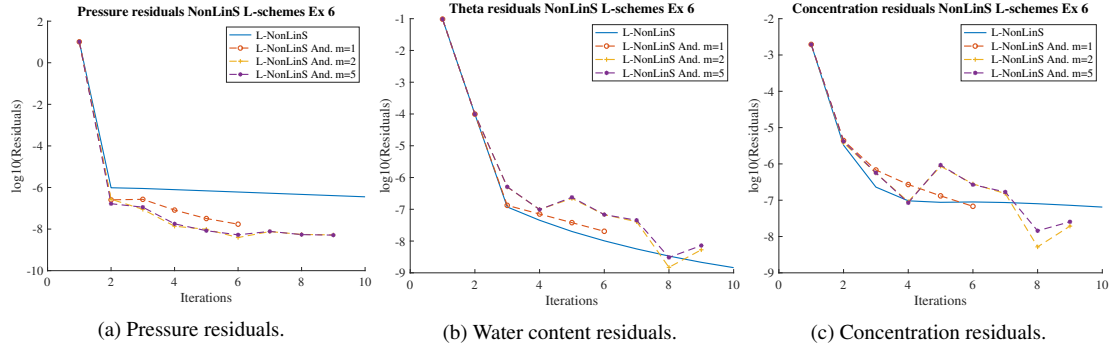 Pressure residuals NonLinS L-schemes Ex 6
L-NonLinS
L-NonLinS And. m=1
L-NonLinS And. m=2
L-NonLinS And. m=5
log10(Residuals)
0
-2
-4
-6
-8
-10
0 2 4 6 8 10
Iterations
(a) Pressure residuals.
Theta residuals NonLinS L-schemes Ex 6
L-NonLinS
L-NonLinS And. m=1
L-NonLinS And. m=2
L-NonLinS And. m=5
log10(Residuals)
-1
-2
-3
-4
-5
-6
-7
-8
-9
0 2 4 6 8 10
Iterations
(b) Water content residuals.
Concentration residuals NonLinS L-schemes Ex 6
L-NonLinS
L-NonLinS And. m=1
L-NonLinS And. m=2
L-NonLinS And. m=5
log10(Residuals)
-2
-3
-4
-5
-6
-7
-8
-9
0 2 4 6 8 10
Iterations
(c) Concentration residuals.